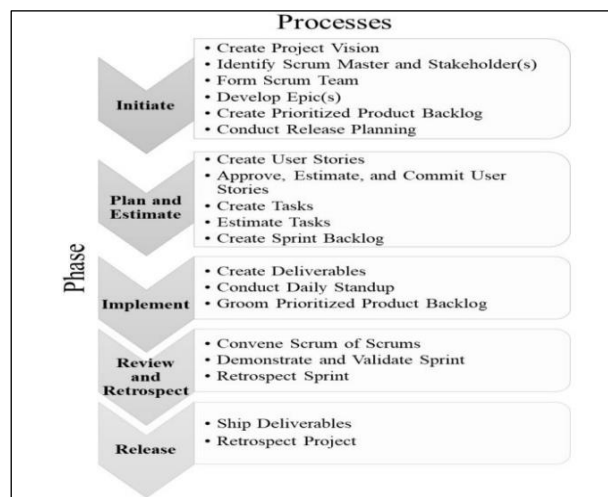 Processes
Phase
Initiate
• Create Project Vision
• Identify Scrum Master and Stakeholder(s)
• Form Scrum Team
• Develop Epic(s)
• Create Prioritized Product Backlog
• Conduct Release Planning
Plan and
Estimate
• Create User Stories
• Approve, Estimate, and Commit User
Stories
• Create Tasks
• Estimate Tasks
• Create Sprint Backlog
Implement
• Create Deliverables
• Conduct Daily Standup
• Groom Prioritized Product Backlog
Review
and
Retrospect
• Convene Scrum of Scrums
• Demonstrate and Validate Sprint
• Retrospect Sprint
Release
• Ship Deliverables
• Retrospect Project